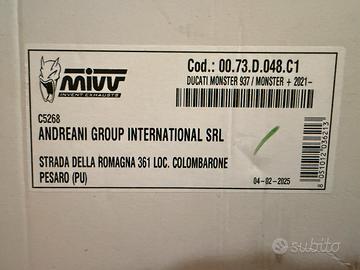 mivv
INVENT EXHAUSTS
Cod.: 00.73.D.048.C1
DUCATI MONSTER 937 / MONSTER + 2021-
C5268
ANDREANI GROUP INTERNATIONAL SRL
STRADA DELLA ROMAGNA 361 LOC. COLOMBARONE
PESARO (PU)
04-02-2025
8051012036213
subito